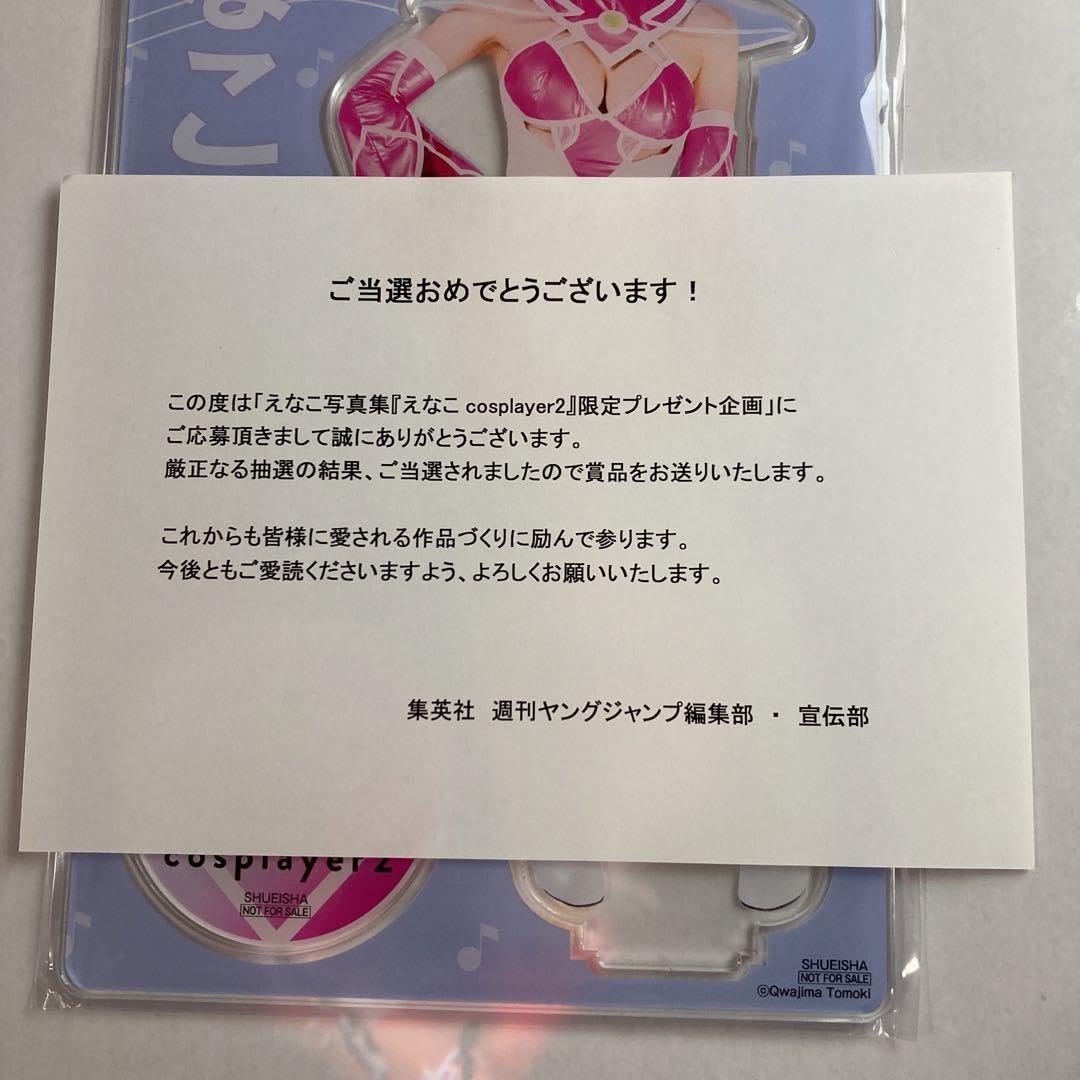 なこ
ご当選おめでとうございます!
この度は「えなこ写真集『えなこ cosplayer2』限定プレゼント企画」に
ご応募頂きまして誠にありがとうございます。
厳正なる抽選の結果、ご当選されましたので賞品をお送りいたします。
これからも皆様に愛される作品づくりに励んで参ります。
今後ともご愛読くださいますよう、よろしくお願いいたします。
集英社 週刊ヤングジャンプ編集部 ・ 宣伝部
cosplayer2
SHUEISHA
NOT FOR SALE
SHUEISHA
NOT FOR SALE
©Qwajima Tomoki